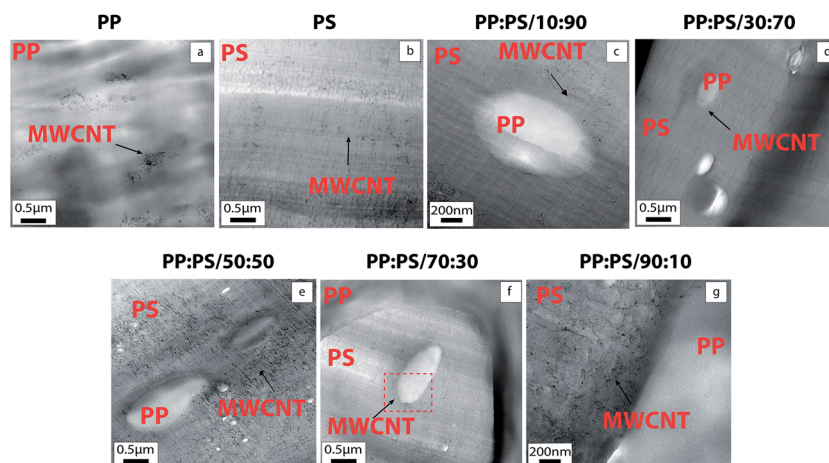 PP
PS
PP:PS/10:90
PP:PS/30:70
PP
a
MWCNT
0.5μm
PS
b
MWCNT
0.5μm
PS
MWCNT
c
PP
200nm
d
PP
PS
MWCNT
0.5μm
PP:PS/50:50
PP:PS/70:30
PP:PS/90:10
PS
e
PP
MWCNT
0.5μm
PP
f
PS
MWCNT
0.5μm
PS
g
PP
MWCNT
200nm